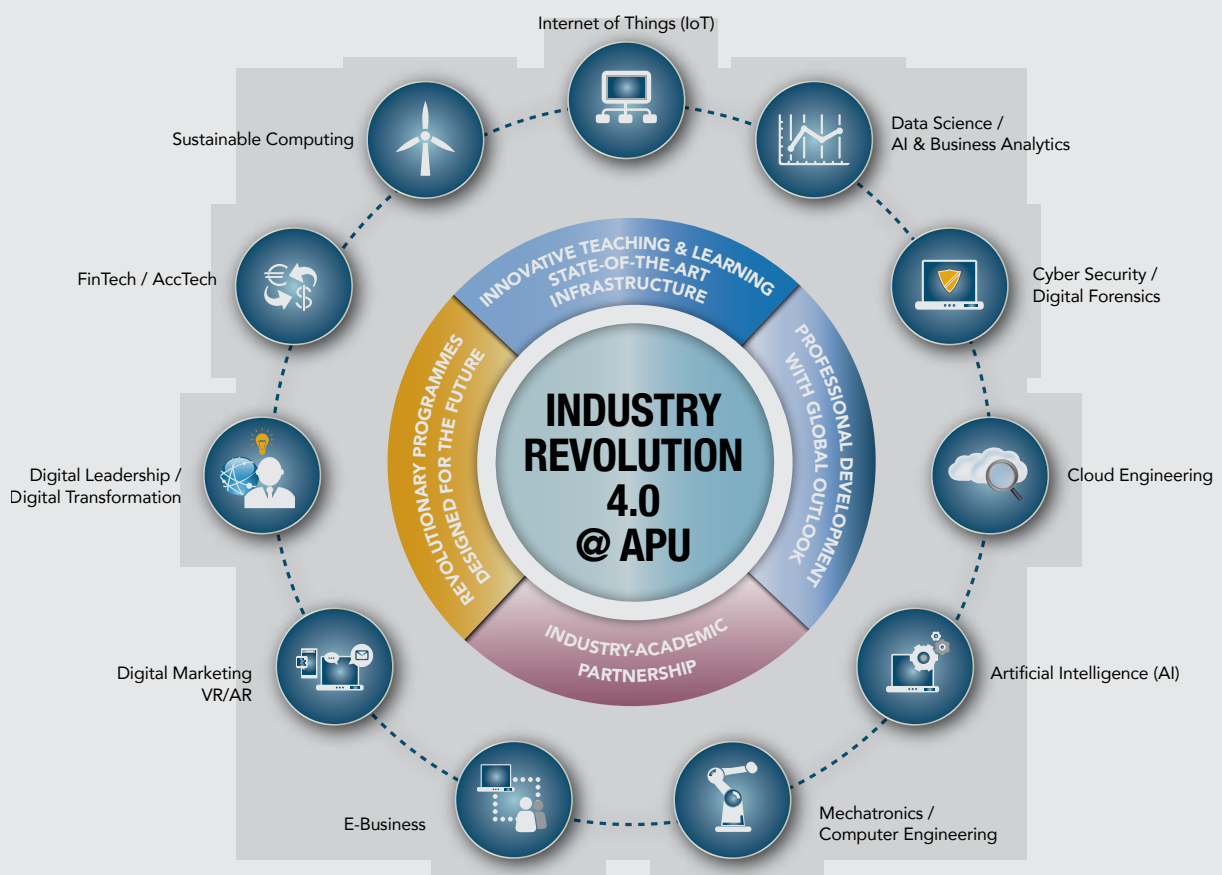 Internet of Things (IoT)
Data Science /
AI & Business Analytics
Cyber Security /
Digital Forensics
Cloud Engineering
Artificial Intelligence (AI)
Mechatronics /
Computer Engineering
E-Business
Digital Marketing
VR/AR
Digital Leadership /
Digital Transformation
FinTech / AccTech
€
$
Sustainable Computing
INNOVATIVE TEACHING & LEARNING
STATE-OF-THE-ART
INFRASTRUCTURE
PROFESSIONAL DEVELOPMENT
WITH GLOBAL OUTLOOK
INDUSTRY-ACADEMIC
PARTNERSHIP
REVOLUTIONARY PROGRAMMES
DESIGNED FOR THE FUTURE
INDUSTRY
REVOLUTION
4.0
@ APU